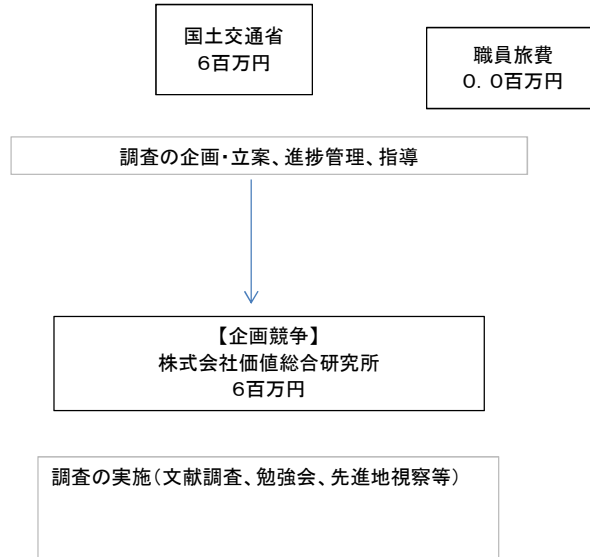 国土交通省
6百万円
職員旅費
0．0百万円
調査の企画・立案、進捗管理、指導
【企画競争】
株式会社価値総合研究所
6百万円
調査の実施（文献調査、勉強会、先進地視察等）